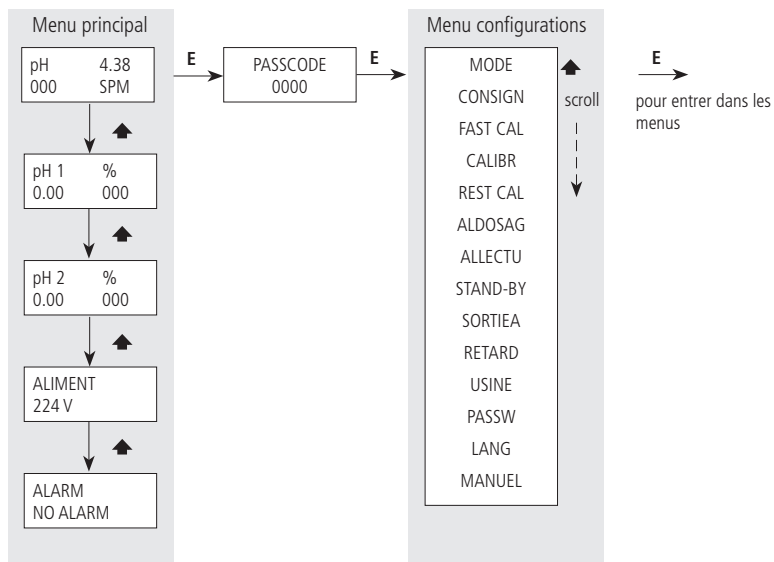 Menu principal
pH 4.38
000 SPM
pH 1 %
0.00 000
pH 2 %
0.00 000
ALIMENT
224 V
ALARM
NO ALARM
E
PASSCODE
0000
E
Menu configurations
MODE
CONSIGN
FAST CAL
CALIBR
REST CAL
ALDOSAG
ALLECTU
STAND-BY
SORTIEA
RETARD
USINE
PASSW
LANG
MANUEL
scroll
E
pour entrer dans les
menus